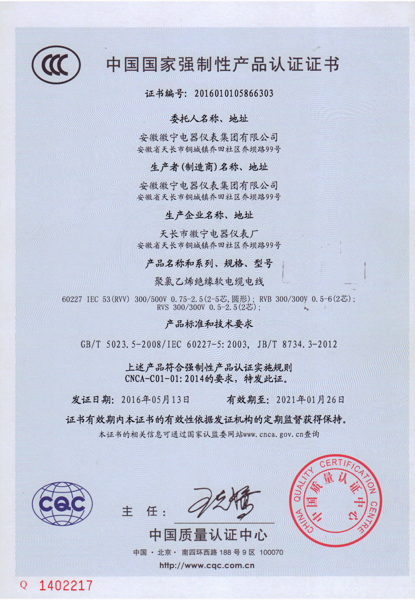 CCC
中国国家强制性产品认证证书
证书编号: 2016010105866303
委托人名称、地址
安徽徽宁电器仪表集团有限公司
安徽省天长市铜城镇乔田社区乔坝路99号
生产者(制造商)名称、地址
安徽徽宁电器仪表集团有限公司
安徽省天长市铜城镇乔田社区乔坝路99号
生产企业名称、地址
天长市徽宁电器仪表厂
安徽省天长市铜城镇乔田社区乔坝路99号
产品名称和系列、规格、型号
聚氯乙烯绝缘软电缆电线
60227 IEC 53(RVV) 300/500V 0.75-2.5(2-5芯,圆形); RVB 300/300V 0.5-6(2芯);
RVS 300/300V 0.5-2.5(2芯);
产品标准和技术要求
GB/T 5023.5-2008/IEC 60227-5:2003, JB/T 8734.3-2012
上述产品符合强制性产品认证实施规则
CNCA-C01-01:2014的要求，特发此证。
发证日期: 2016年05月13日 有效期至: 2021年01月26日
证书有效期内本证书的有效性依据发证机构的定期监督获得保持。
本证书的相关信息可通过国家认监委网站www.cnca.gov.cn查询
CHINA QUALITY CERTIFICATION CENTRE
中国质量认证中心
CQC
主任:
中国质量认证中心
中国·北京·南四环西路188号9区 100070
http://www.cqc.com.cn
Q 1402217